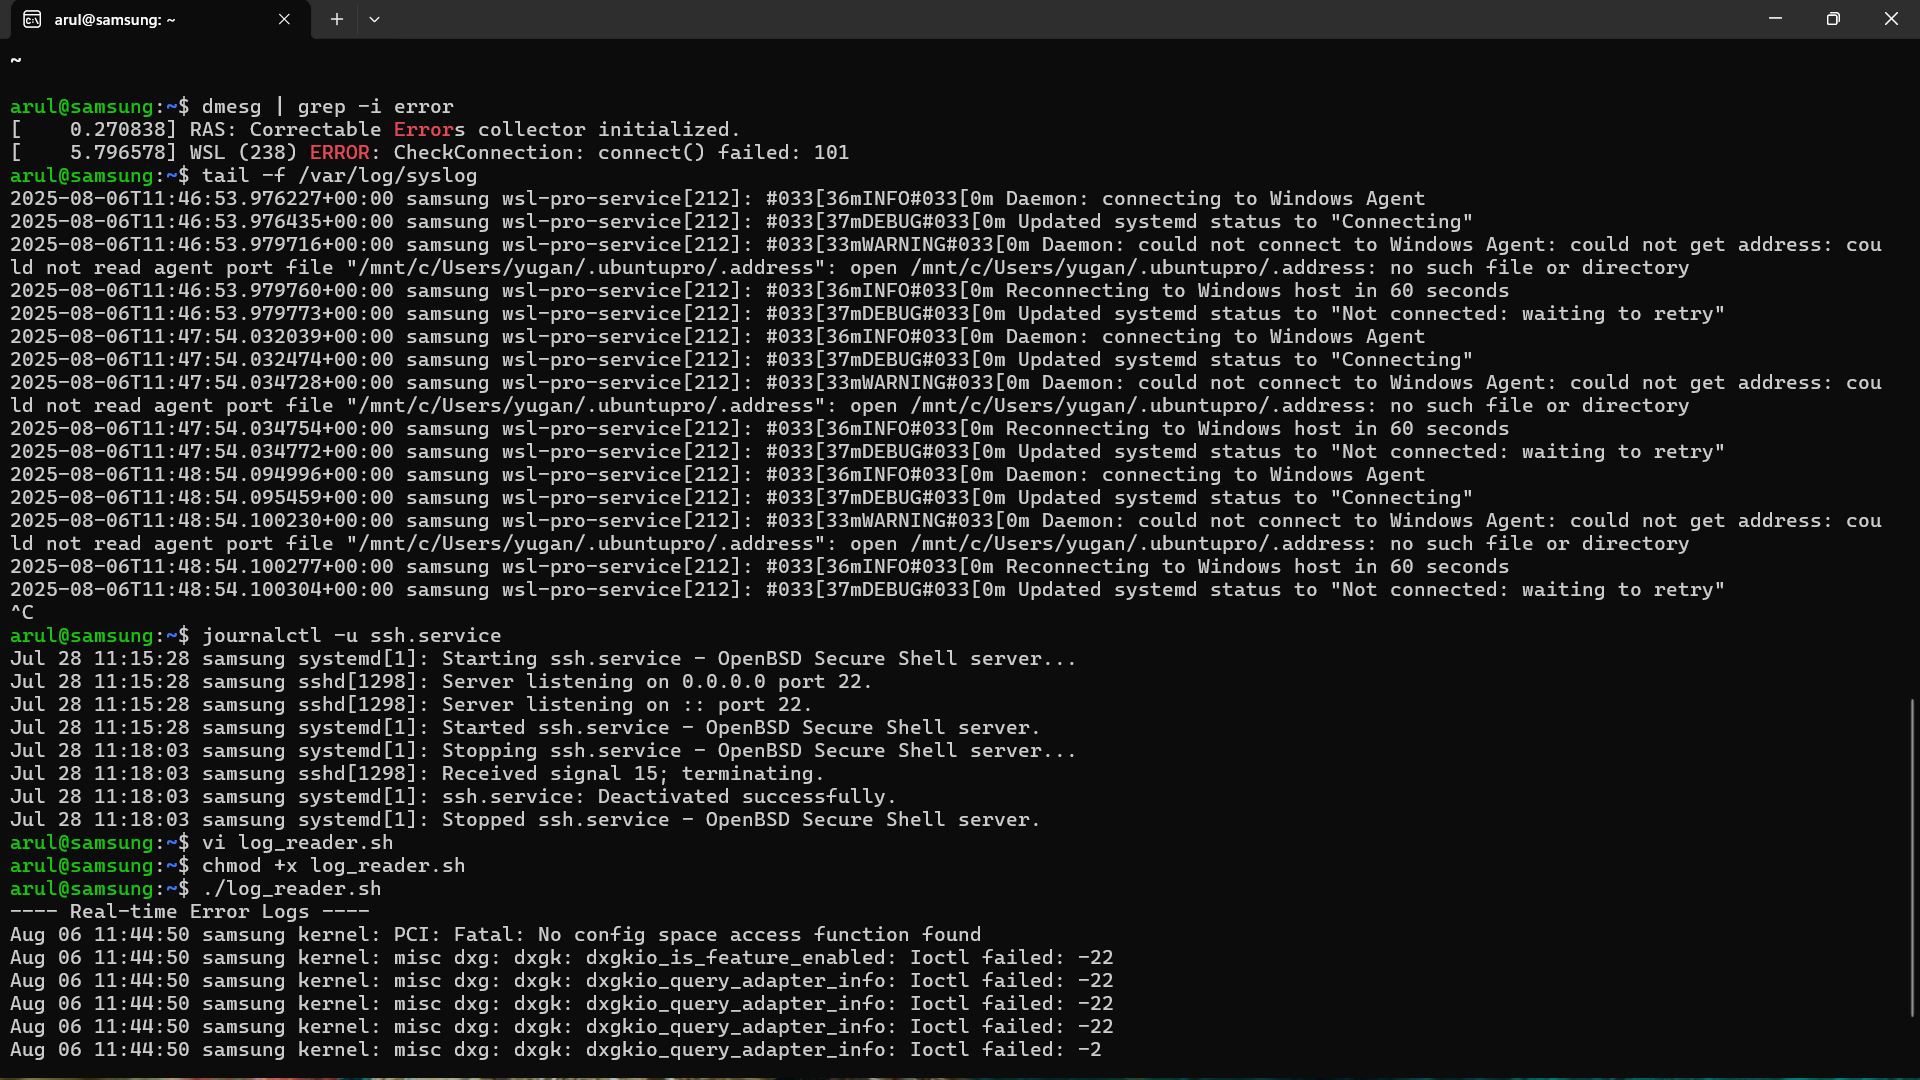 arul@samsung: ~
~
arul@samsung:~$ dmesg | grep -i error
[    0.270838] RAS: Correctable Errors collector initialized.
[    5.796578] WSL (238) ERROR: CheckConnection: connect() failed: 101
arul@samsung:~$ tail -f /var/log/syslog
2025-08-06T11:46:53.976227+00:00 samsung wsl-pro-service[212]: #033[36mINFO#033[0m Daemon: connecting to Windows Agent
2025-08-06T11:46:53.976435+00:00 samsung wsl-pro-service[212]: #033[37mDEBUG#033[0m Updated systemd status to "Connecting"
2025-08-06T11:46:53.979716+00:00 samsung wsl-pro-service[212]: #033[33mWARNING#033[0m Daemon: could not connect to Windows Agent: could not get address: cou
ld not read agent port file "/mnt/c/Users/yugan/.ubuntupro/.address": open /mnt/c/Users/yugan/.ubuntupro/.address: no such file or directory
2025-08-06T11:46:53.979760+00:00 samsung wsl-pro-service[212]: #033[36mINFO#033[0m Reconnecting to Windows host in 60 seconds
2025-08-06T11:46:53.979773+00:00 samsung wsl-pro-service[212]: #033[37mDEBUG#033[0m Updated systemd status to "Not connected: waiting to retry"
2025-08-06T11:47:54.032039+00:00 samsung wsl-pro-service[212]: #033[36mINFO#033[0m Daemon: connecting to Windows Agent
2025-08-06T11:47:54.032474+00:00 samsung wsl-pro-service[212]: #033[37mDEBUG#033[0m Updated systemd status to "Connecting"
2025-08-06T11:47:54.034728+00:00 samsung wsl-pro-service[212]: #033[33mWARNING#033[0m Daemon: could not connect to Windows Agent: could not get address: cou
ld not read agent port file "/mnt/c/Users/yugan/.ubuntupro/.address": open /mnt/c/Users/yugan/.ubuntupro/.address: no such file or directory
2025-08-06T11:47:54.034754+00:00 samsung wsl-pro-service[212]: #033[36mINFO#033[0m Reconnecting to Windows host in 60 seconds
2025-08-06T11:47:54.034772+00:00 samsung wsl-pro-service[212]: #033[37mDEBUG#033[0m Updated systemd status to "Not connected: waiting to retry"
2025-08-06T11:48:54.094996+00:00 samsung wsl-pro-service[212]: #033[36mINFO#033[0m Daemon: connecting to Windows Agent
2025-08-06T11:48:54.095459+00:00 samsung wsl-pro-service[212]: #033[37mDEBUG#033[0m Updated systemd status to "Connecting"
2025-08-06T11:48:54.100230+00:00 samsung wsl-pro-service[212]: #033[33mWARNING#033[0m Daemon: could not connect to Windows Agent: could not get address: cou
ld not read agent port file "/mnt/c/Users/yugan/.ubuntupro/.address": open /mnt/c/Users/yugan/.ubuntupro/.address: no such file or directory
2025-08-06T11:48:54.100277+00:00 samsung wsl-pro-service[212]: #033[36mINFO#033[0m Reconnecting to Windows host in 60 seconds
2025-08-06T11:48:54.100304+00:00 samsung wsl-pro-service[212]: #033[37mDEBUG#033[0m Updated systemd status to "Not connected: waiting to retry"
^C
arul@samsung:~$ journalctl -u ssh.service
Jul 28 11:15:28 samsung systemd[1]: Starting ssh.service - OpenBSD Secure Shell server...
Jul 28 11:15:28 samsung sshd[1298]: Server listening on 0.0.0.0 port 22.
Jul 28 11:15:28 samsung sshd[1298]: Server listening on :: port 22.
Jul 28 11:15:28 samsung systemd[1]: Started ssh.service - OpenBSD Secure Shell server.
Jul 28 11:18:03 samsung systemd[1]: Stopping ssh.service - OpenBSD Secure Shell server...
Jul 28 11:18:03 samsung sshd[1298]: Received signal 15; terminating.
Jul 28 11:18:03 samsung systemd[1]: ssh.service: Deactivated successfully.
Jul 28 11:18:03 samsung systemd[1]: Stopped ssh.service - OpenBSD Secure Shell server.
arul@samsung:~$ vi log_reader.sh
arul@samsung:~$ chmod +x log_reader.sh
arul@samsung:~$ ./log_reader.sh
---- Real-time Error Logs ----
Aug 06 11:44:50 samsung kernel: PCI: Fatal: No config space access function found
Aug 06 11:44:50 samsung kernel: misc dxg: dxgk: dxgkio_is_feature_enabled: Ioctl failed: -22
Aug 06 11:44:50 samsung kernel: misc dxg: dxgk: dxgkio_query_adapter_info: Ioctl failed: -22
Aug 06 11:44:50 samsung kernel: misc dxg: dxgk: dxgkio_query_adapter_info: Ioctl failed: -22
Aug 06 11:44:50 samsung kernel: misc dxg: dxgk: dxgkio_query_adapter_info: Ioctl failed: -22
Aug 06 11:44:50 samsung kernel: misc dxg: dxgk: dxgkio_query_adapter_info: Ioctl failed: -2